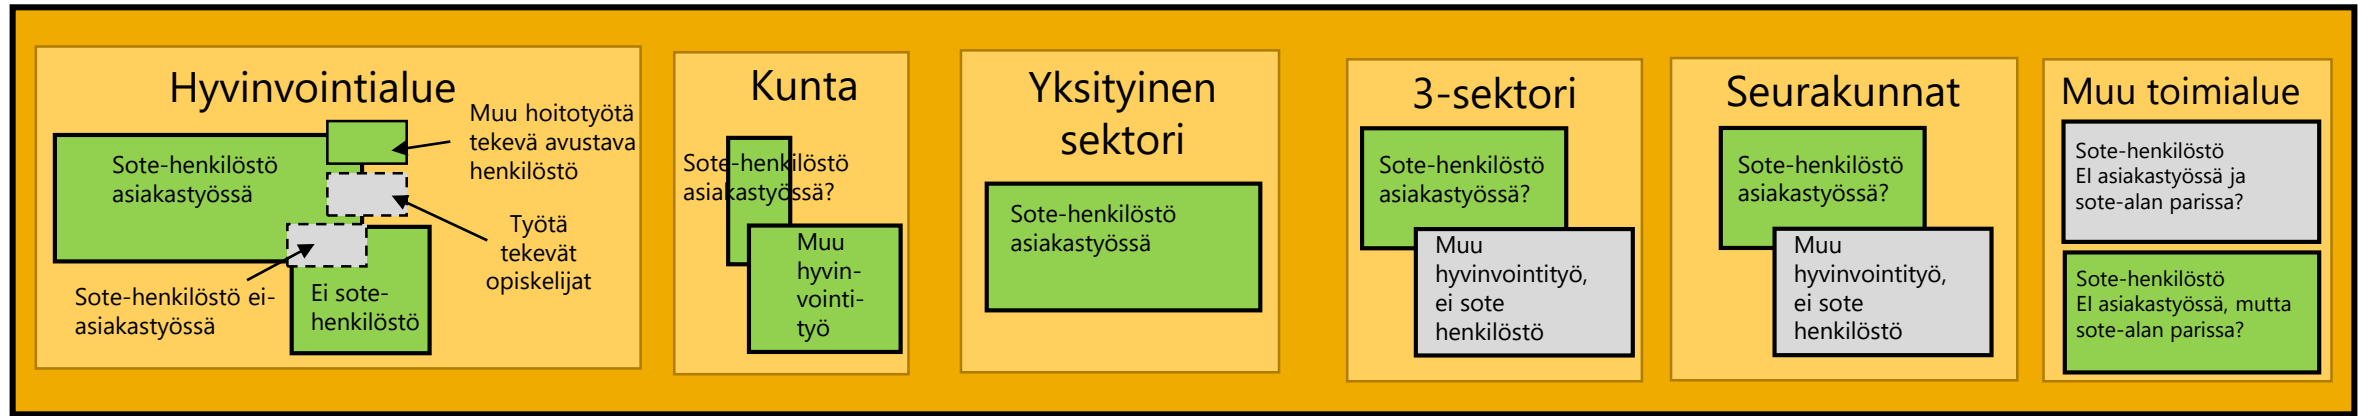 Hyvinvointialue
Muu hoitotyötä
tekevä avustava
henkilöstö
Sote-henkilöstö
asiakastyössä
Työtä
tekevät
opiskelijat
Sote-henkilöstö ei-
asiakastyössä
Ei sote-
henkilöstö
Kunta
Sote-henkilöstö
asiakastyössä?
Muu
hyvin-
vointi-
työ
Yksityinen
sektori
Sote-henkilöstö
asiakastyössä
3-sektori
Sote-henkilöstö
asiakastyössä?
Muu
hyvinvointityö,
ei sote
henkilöstö
Seurakunnat
Sote-henkilöstö
asiakastyössä?
Muu
hyvinvointityö,
ei sote
henkilöstö
Muu toimialue
Sote-henkilöstö
EI asiakastyössä ja
sote-alan parissa?
Sote-henkilöstö
EI asiakastyössä, mutta
sote-alan parissa?